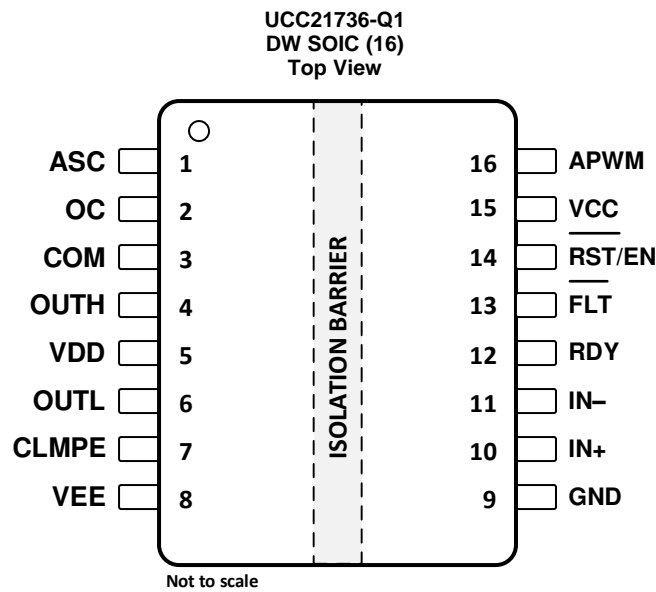 UCC21736-Q1
DW SOIC (16)
Top View
ASC 1 16 APWM
OC 2 15 VCC
COM 3 14 RST/EN
OUTH 4 13 FLT
VDD 5 12 RDY
OUTL 6 11 IN–
CLMPE 7 10 IN+
VEE 8 9 GND
ISOLATION BARRIER
Not to scale